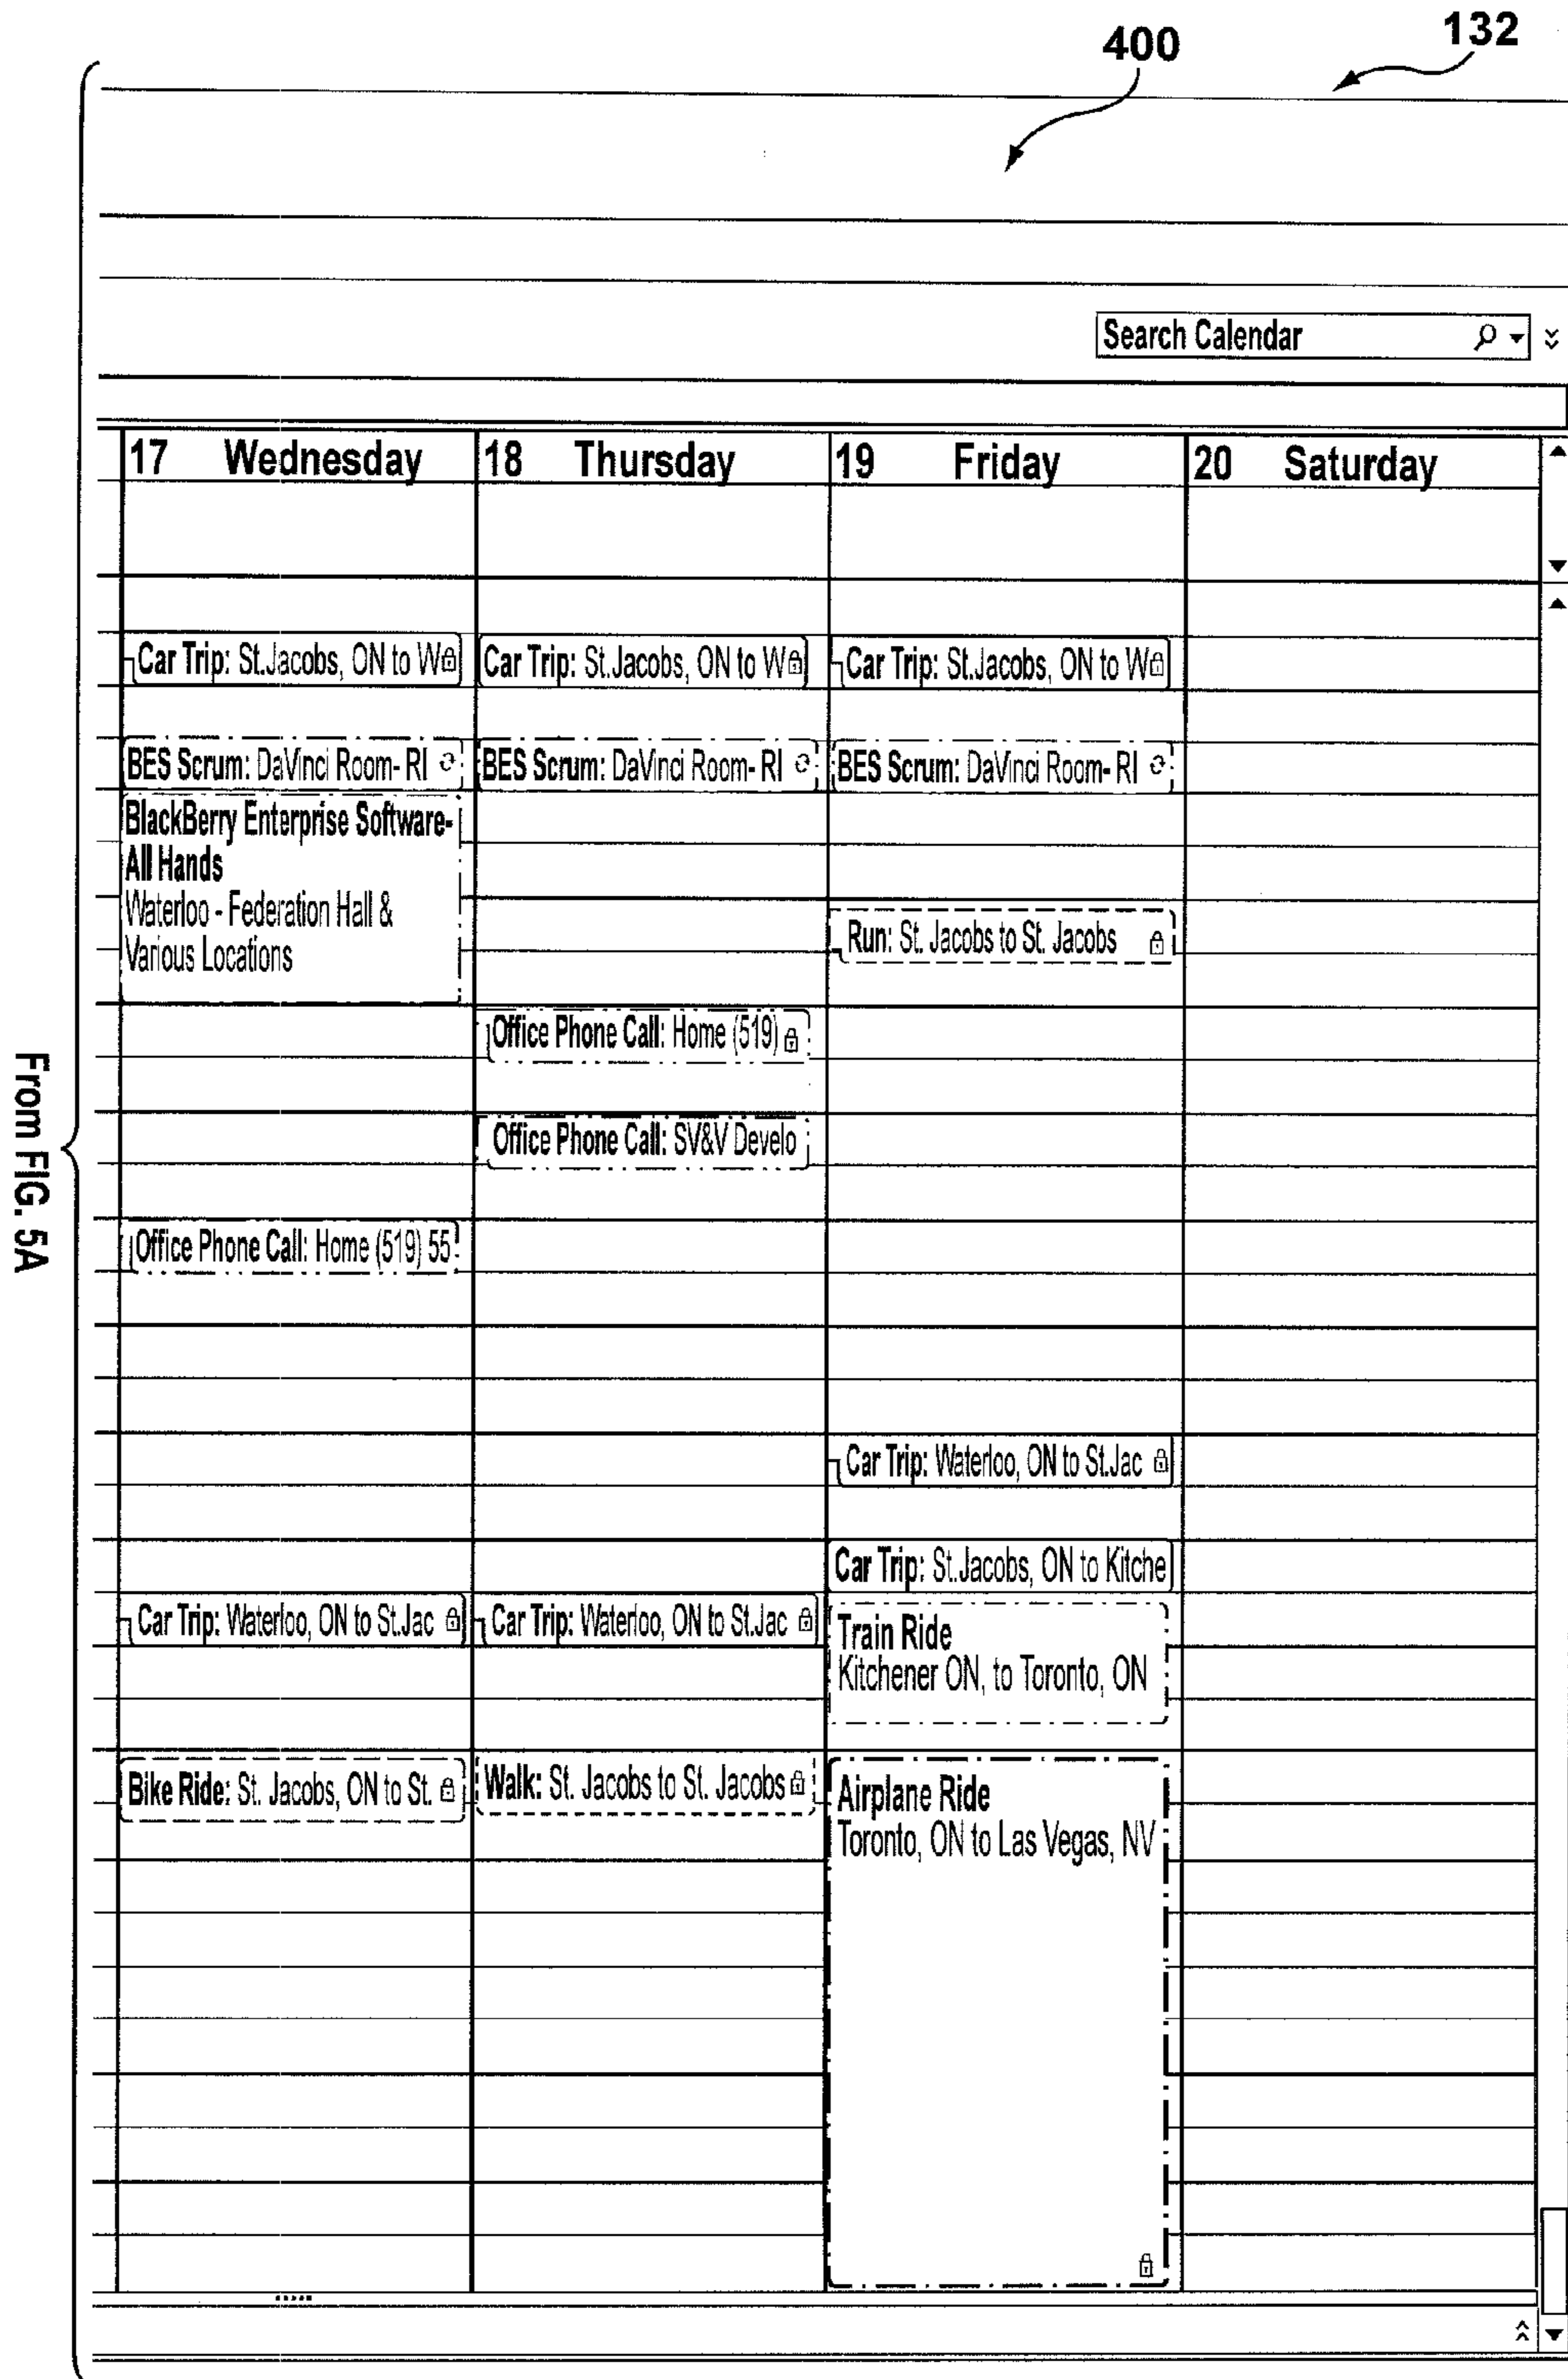 400
132
Search Calendar
17 Wednesday
18 Thursday
19 Friday
20 Saturday
Car Trip: St.Jacobs, ON to W
Car Trip: St.Jacobs, ON to W
Car Trip: St.Jacobs, ON to W
BES Scrum: DaVinci Room- RI
BES Scrum: DaVinci Room- RI
BES Scrum: DaVinci Room- RI
BlackBerry Enterprise Software-
All Hands
Waterloo - Federation Hall &
Various Locations
Run: St. Jacobs to St. Jacobs
Office Phone Call: Home (519)
Office Phone Call: SV&V Develo
Office Phone Call: Home (519) 55
Car Trip: Waterloo, ON to St.Jac
Car Trip: St.Jacobs, ON to Kitche
Car Trip: Waterloo, ON to St.Jac
Car Trip: Waterloo, ON to St.Jac
Train Ride
Kitchener ON, to Toronto, ON
Bike Ride: St. Jacobs, ON to St.
Walk: St. Jacobs to St. Jacobs
Airplane Ride
Toronto, ON to Las Vegas, NV
From FIG. 5A